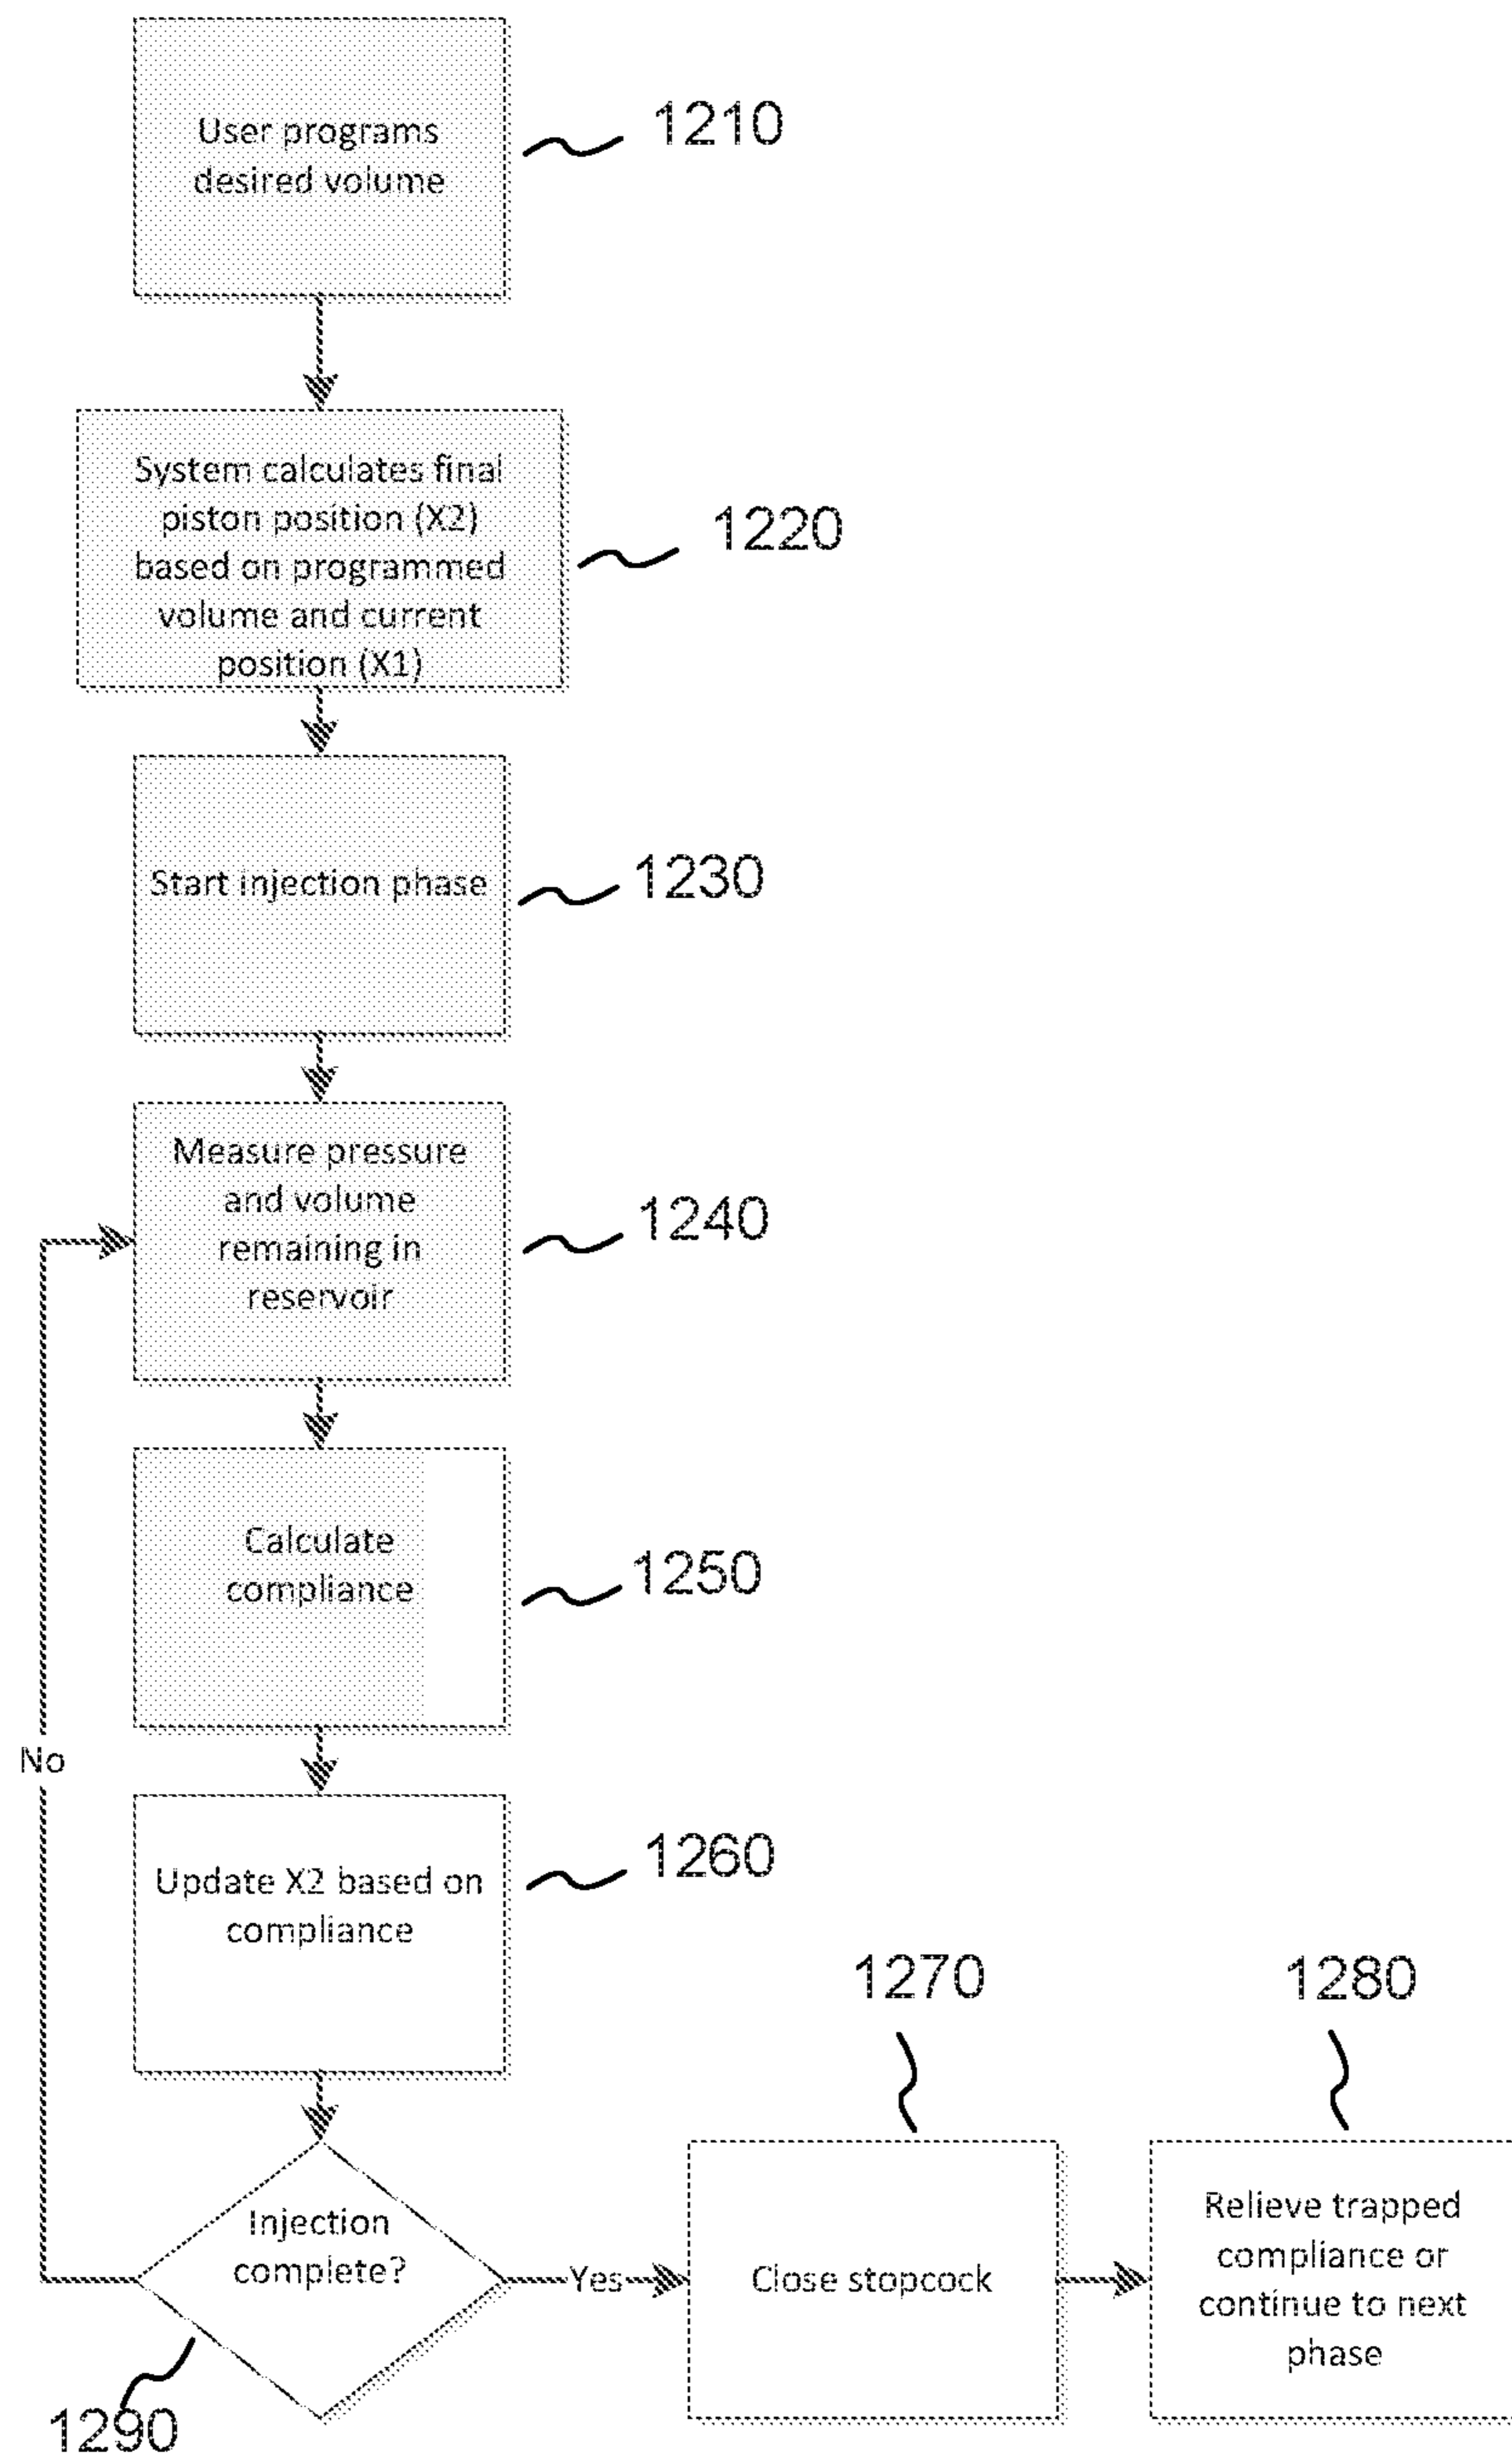 User programs
desired volume
1210
System calculates final
piston position (X2)
based on programmed
volume and current
position (X1)
1220
Start injection phase
1230
Measure pressure
and volume
remaining in
reservoir
1240
Calculate
compliance
1250
No
Update X2 based on
compliance
1260
1270
1280
Injection
complete?
Yes
Close stopcock
Relieve trapped
compliance or
continue to next
phase
1290